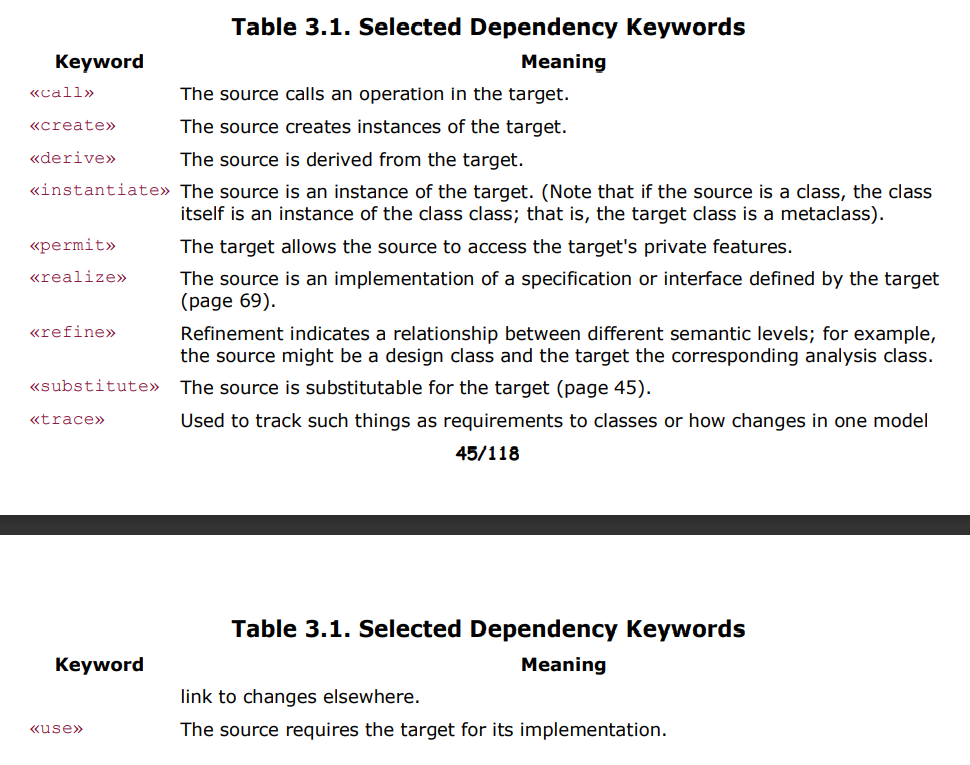 Table 3.1. Selected Dependency Keywords
Keyword Meaning
«call» The source calls an operation in the target.
«create» The source creates instances of the target.
«derive» The source is derived from the target.
«instantiate» The source is an instance of the target. (Note that if the source is a class, the class
itself is an instance of the class class; that is, the target class is a metaclass).
«permit» The target allows the source to access the target's private features.
«realize» The source is an implementation of a specification or interface defined by the target
(page 69).
«refine» Refinement indicates a relationship between different semantic levels; for example,
the source might be a design class and the target the corresponding analysis class.
«substitute» The source is substitutable for the target (page 45).
«trace» Used to track such things as requirements to classes or how changes in one model
45/118
Table 3.1. Selected Dependency Keywords
Keyword Meaning
link to changes elsewhere.
«use» The source requires the target for its implementation.